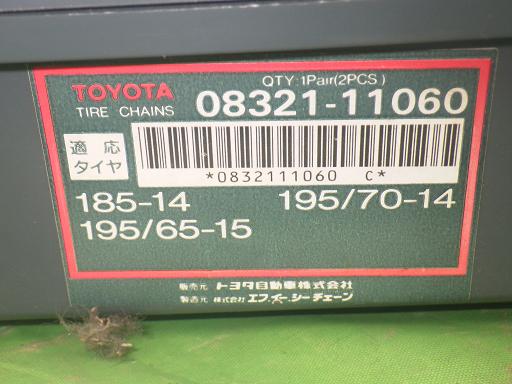 QTY:1Pair(2PCS)
TOYOTA
TIRE CHAINS
08321-11060
適応
タイヤ
*0832111060 C*
185-14 195/70-14
195/65-15
販売元 トヨタ自動車株式会社
製造元 株式会社 エフ.イー.シーチェーン